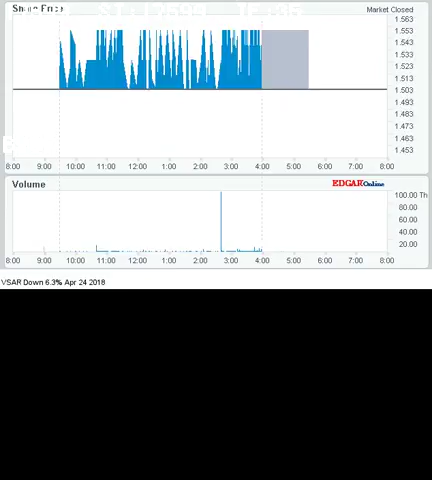 Share Price
Market Closed
1.563
1.553
1.543
1.533
1.523
1.513
1.503
1.493
1.483
1.473
1.463
1.453
8:00 9:00 10:00 11:00 12:00 1:00 2:00 3:00 4:00 5:00 6:00 7:00 8:00
Volume
EDGAR Online
100.00 Th
80.00
60.00
40.00
20.00
8:00 9:00 10:00 11:00 12:00 1:00 2:00 3:00 4:00 5:00 6:00 7:00 8:00
VSAR Down 6.3% Apr 24 2018